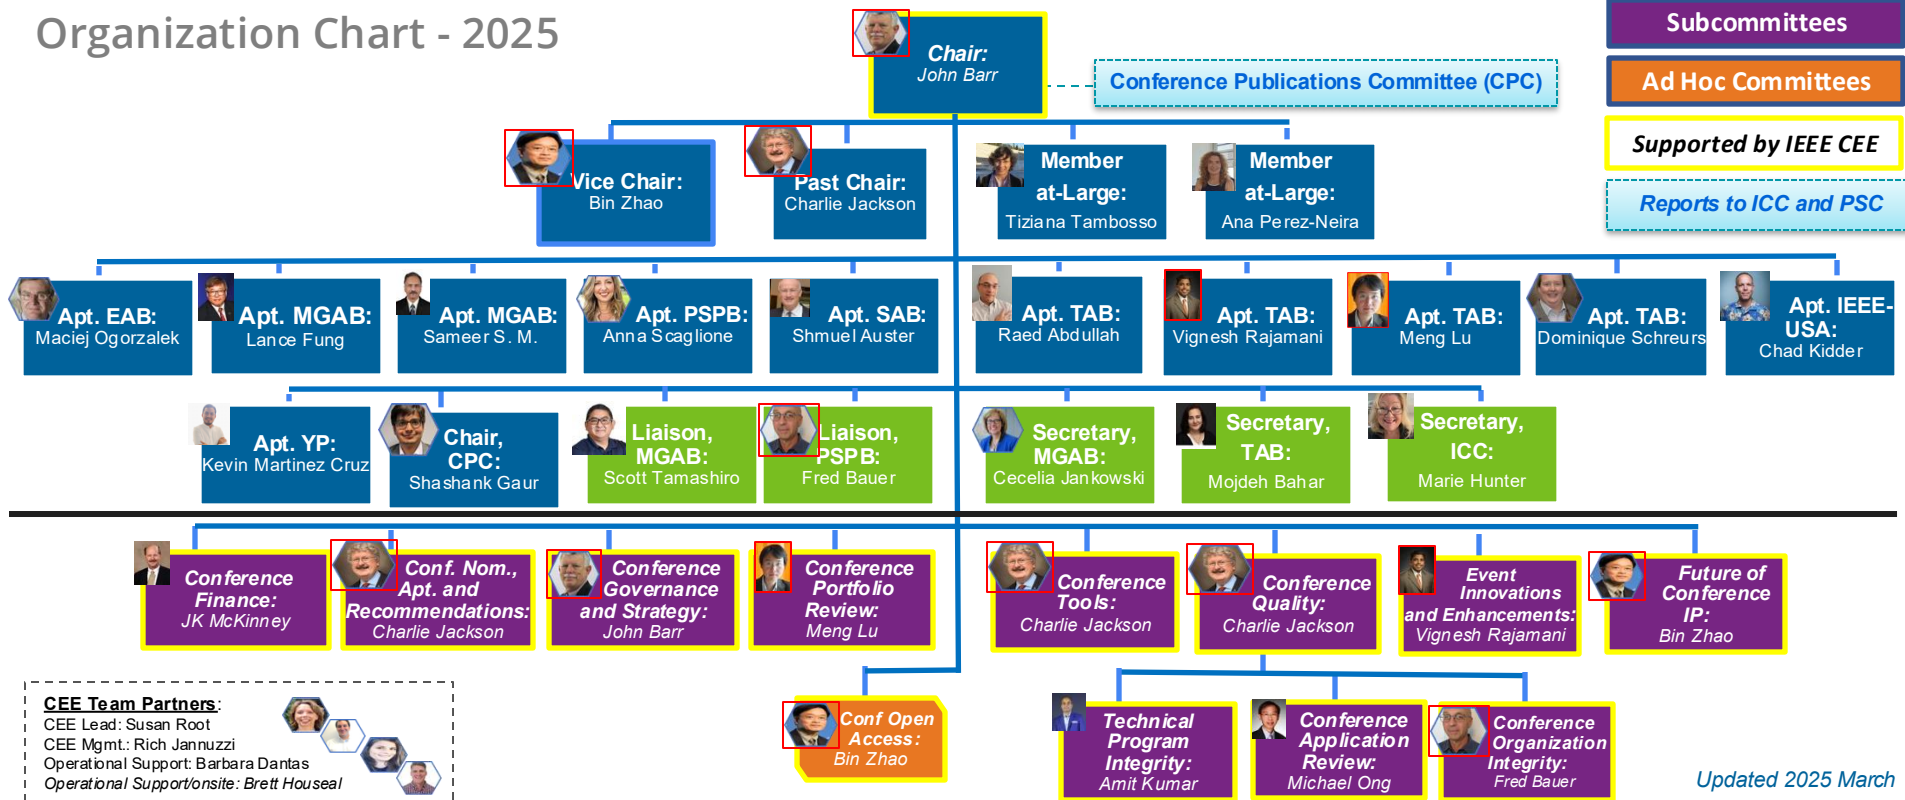 Organization Chart - 2025
Subcommittees
Ad Hoc Committees
Supported by IEEE CEE
Reports to ICC and PSC
Chair:
John Barr
Conference Publications Committee (CPC)
Vice Chair:
Bin Zhao
Past Chair:
Charlie Jackson
Member
at-Large:
Tiziana Tambosso
Member
at-Large:
Ana Perez-Neira
Apt. EAB:
Maciej Ogorzalek
Apt. MGAB:
Lance Fung
Apt. MGAB:
Sameer S. M.
Apt. PSPB:
Anna Scaglione
Apt. SAB:
Shmuel Auster
Apt. TAB:
Raed Abdullah
Apt. TAB:
Vignesh Rajamani
Apt. TAB:
Meng Lu
Apt. TAB:
Dominique Schreurs
Apt. IEEE-
USA:
Chad Kidder
Apt. YP:
Kevin Martinez Cruz
Chair,
CPC:
Shashank Gaur
Liaison,
MGAB:
Scott Tamashiro
Liaison,
PSPB:
Fred Bauer
Secretary,
MGAB:
Cecelia Jankowski
Secretary,
TAB:
Mojdeh Bahar
Secretary,
ICC:
Marie Hunter
Conference
Finance:
JK McKinney
Conf. Nom.,
Apt. and
Recommendations:
Charlie Jackson
Conference
Governance
and Strategy:
John Barr
Conference
Portfolio
Review:
Meng Lu
Conference
Tools:
Charlie Jackson
Conference
Quality:
Charlie Jackson
Event
Innovations
and Enhancements:
Vignesh Rajamani
Future of
Conference
IP:
Bin Zhao
Conf Open
Access:
Bin Zhao
Technical
Program
Integrity:
Amit Kumar
Conference
Application
Review:
Michael Ong
Conference
Organization
Integrity:
Fred Bauer
CEE Team Partners:
CEE Lead: Susan Root
CEE Mgmt.: Rich Jannuzzi
Operational Support: Barbara Dantas
Operational Support/onsite: Brett Houseal
Updated 2025 March